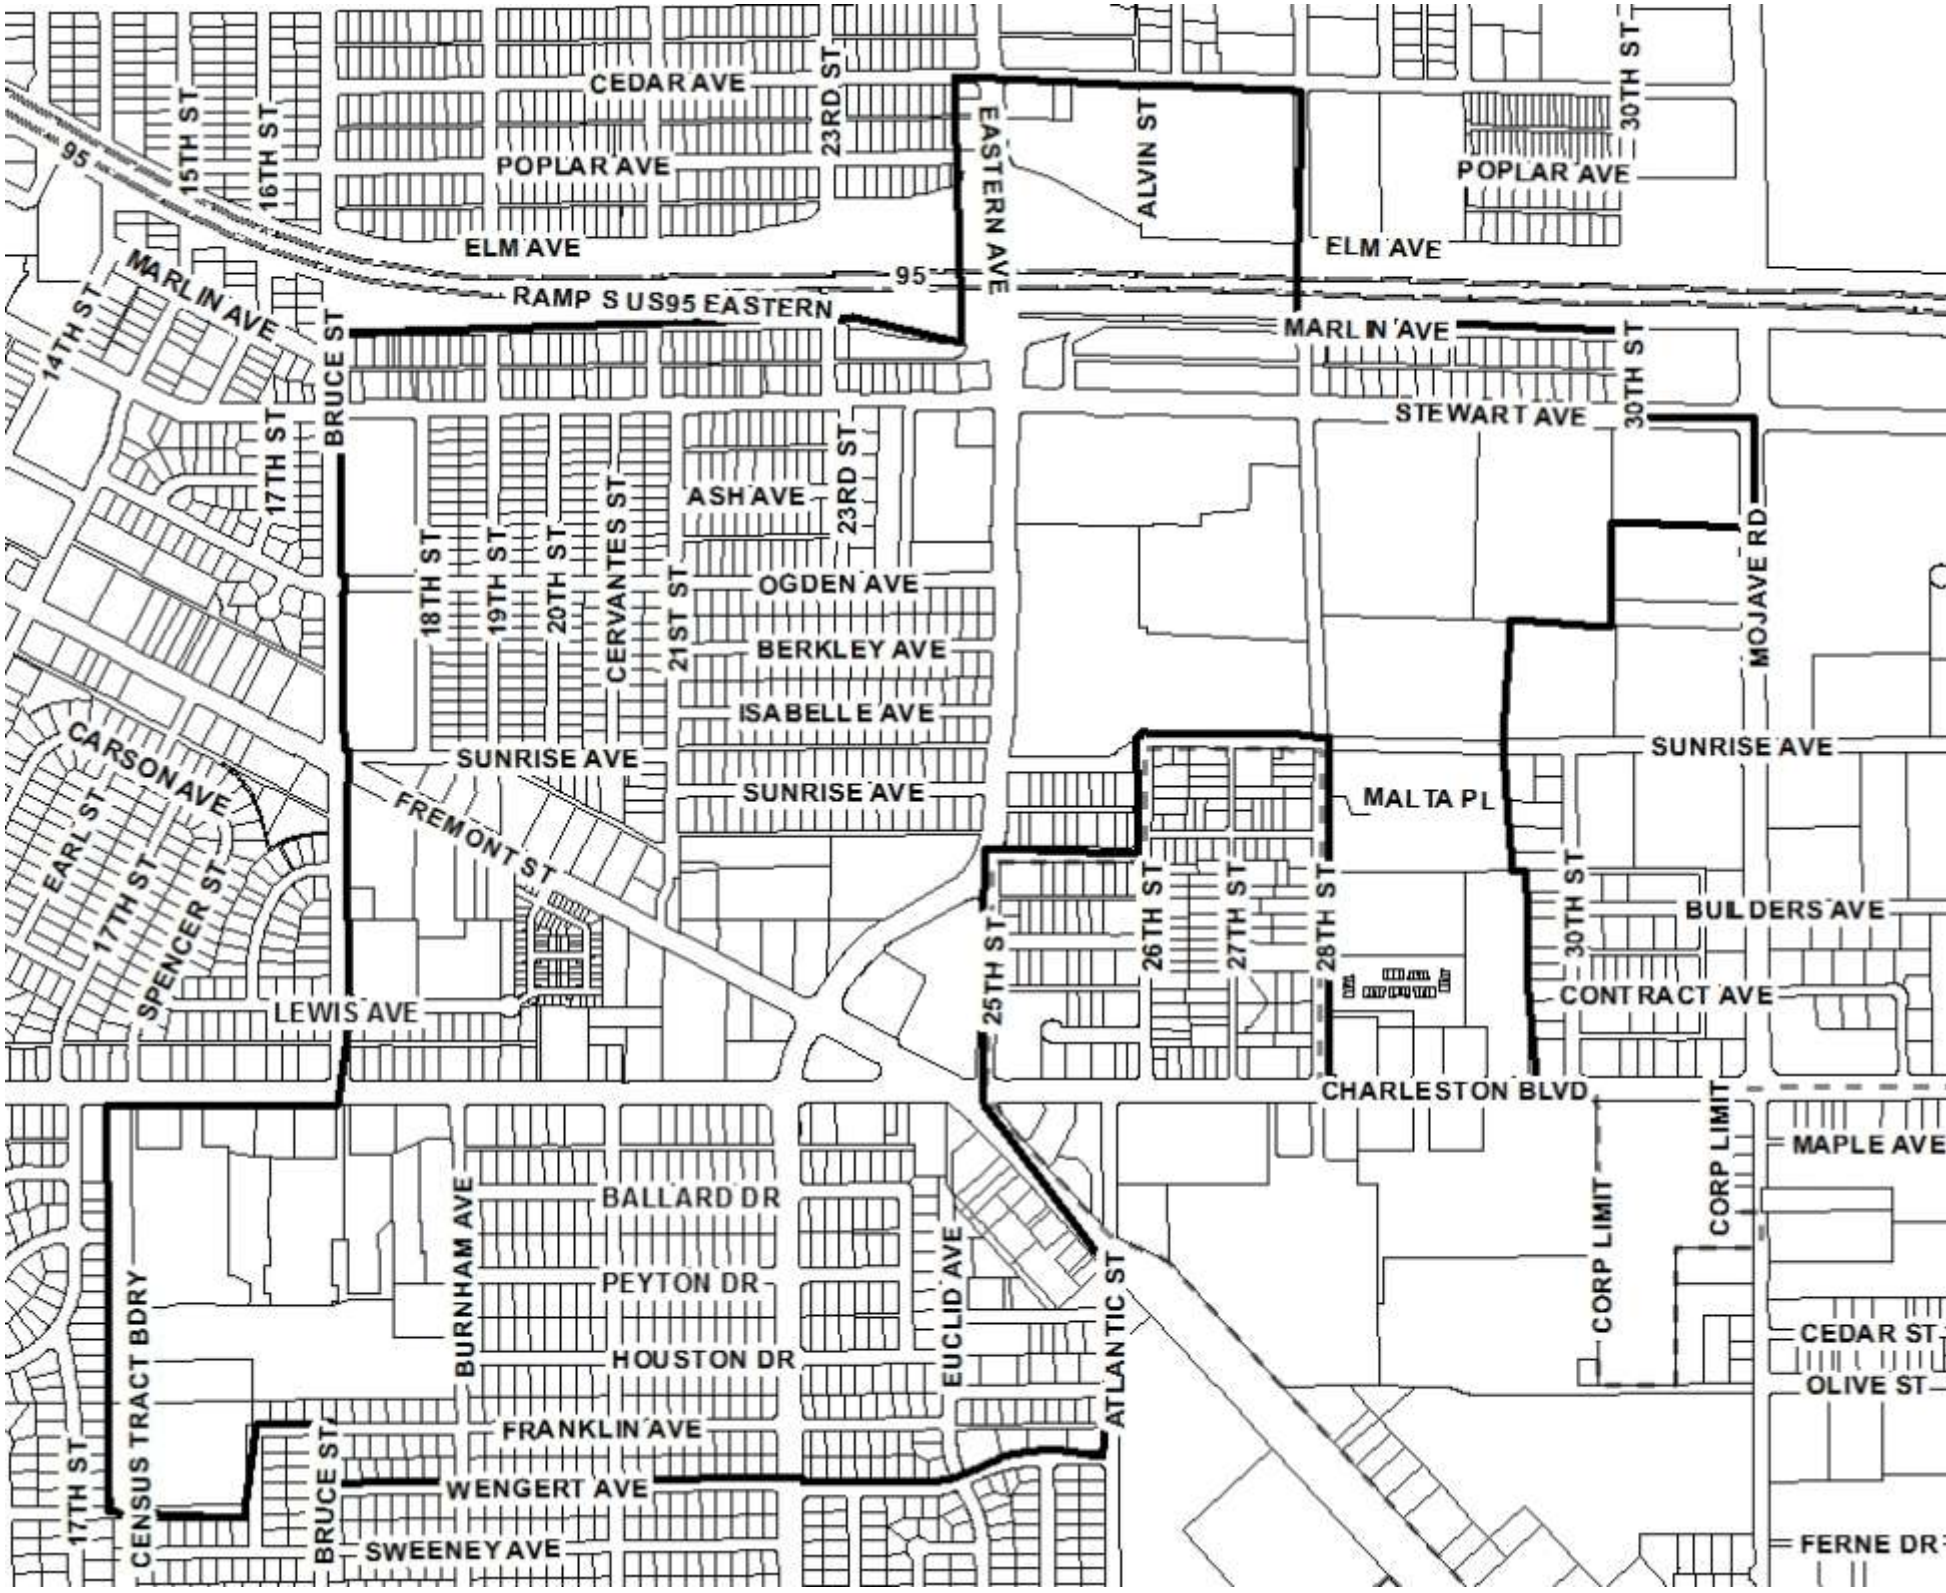 CEDAR AVE
15TH ST
16TH ST
23RD ST
30TH ST
95
POPLAR AVE
EASTERN AVE
ALVIN ST
POPLAR AVE
ELM AVE
ELM AVE
MARLIN AVE
95
RAMP S US95 EASTERN
14TH ST
BRUCE ST
MARLIN AVE
30TH ST
STEWART AVE
17TH ST
23RD ST
ASH AVE
18TH ST
19TH ST
20TH ST
CERVANTES ST
21ST ST
OGDEN AVE
MOJAVE RD
BERKLEY AVE
ISABELLE AVE
CARSON AVE
SUNRISE AVE
SUNRISE AVE
SUNRISE AVE
MALTA PL
FREMONT ST
EARL ST
17TH ST
SPENCER ST
25TH ST
26TH ST
27TH ST
28TH ST
30TH ST
BUILDERS AVE
CONTRACT AVE
LEWIS AVE
CHARLESTON BLVD
CORP LIMIT
MAPLE AVE
CORP LIMIT
BALLARD DR
BURNHAM AVE
EUCLID AVE
PEYTON DR
ATLANTIC ST
CENSUS TRACT BDRY
HOUSTON DR
CEDAR ST
OLIVE ST
FRANKLIN AVE
17TH ST
BRUCE ST
WENGERT AVE
SWEENEY AVE
FERNE DR